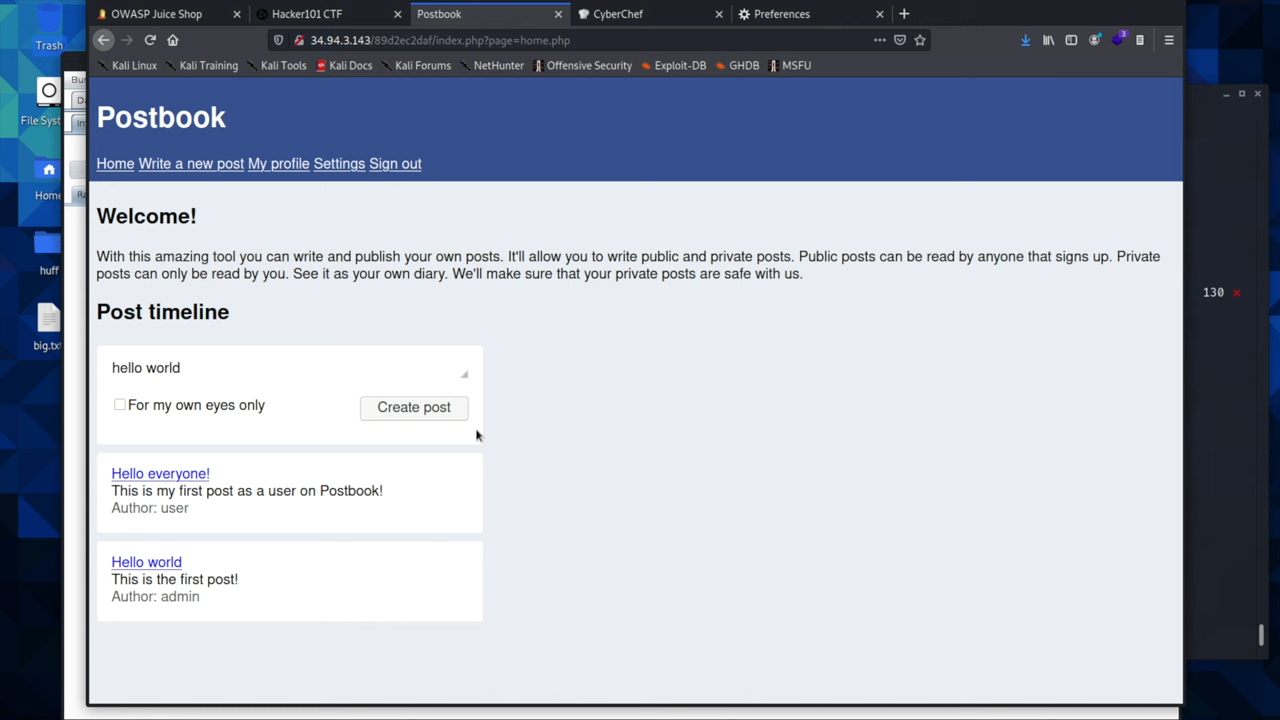 OWASP Juice Shop
Hacker101 CTF
Postbook
CyberChef
Preferences
34.94.3.143/89d2ec2daf/index.php?page=home.php
3
Kali Linux Kali Training Kali Tools Kali Docs Kali Forums NetHunter Offensive Security Exploit-DB GHDB MSFU
Trash
File Sys
Home
huff
big.tx
Bu
130
Postbook
Home Write a new post My profile Settings Sign out
Welcome!
With this amazing tool you can write and publish your own posts. It'll allow you to write public and private posts. Public posts can be read by anyone that signs up. Private
posts can only be read by you. See it as your own diary. We'll make sure that your private posts are safe with us.
Post timeline
hello world
For my own eyes only
Create post
Hello everyone!
This is my first post as a user on Postbook!
Author: user
Hello world
This is the first post!
Author: admin